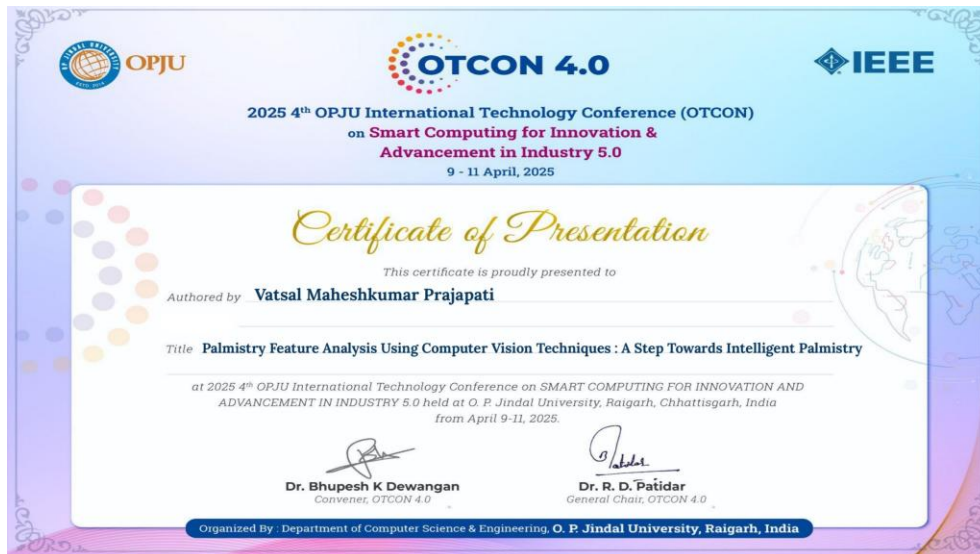 OPJU
OTCON 4.0
IEEE
2025 4th OPJU International Technology Conference (OTCON)
on Smart Computing for Innovation &
Advancement in Industry 5.0
9 - 11 April, 2025
Certificate of Presentation
This certificate is proudly presented to
Authored by Vatsal Maheshkumar Prajapati
Title Palmistry Feature Analysis Using Computer Vision Techniques : A Step Towards Intelligent Palmistry
at 2025 4th OPJU International Technology Conference on SMART COMPUTING FOR INNOVATION AND
ADVANCEMENT IN INDUSTRY 5.0 held at O. P. Jindal University, Raigarh, Chhattisgarh, India
from April 9-11, 2025.
Dr. Bhupesh K Dewangan
Convener, OTCON 4.0
Dr. R. D. Patidar
General Chair, OTCON 4.0
Organized By : Department of Computer Science & Engineering, O. P. Jindal University, Raigarh, India